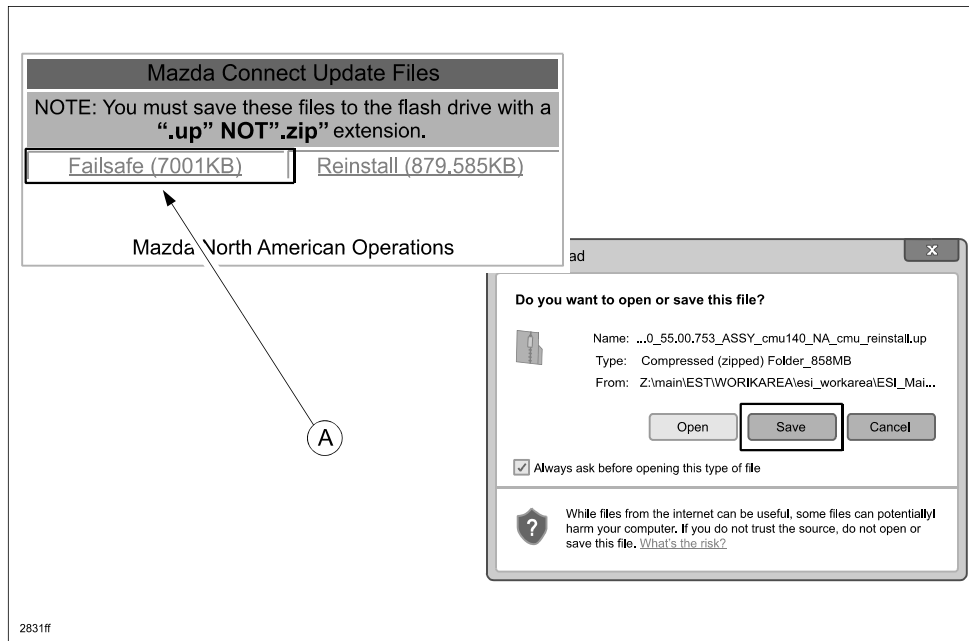 Mazda Connect Update Files
NOTE: You must save these files to the flash drive with a
“.up” NOT”.zip” extension.
Failsafe (7001KB)
Reinstall (879,585KB)
Mazda North American Operations
A
ad
x
Do you want to open or save this file?
Name: ...0_55.00.753_ASSY_cmu140_NA_cmu_reinstall.up
Type: Compressed (zipped) Folder_858MB
From: Z:\main\EST\WORIKAREA\esi_workarea\ESI_Mai...
Open
Save
Cancel
Always ask before opening this type of file
?
While files from the internet can be useful, some files can potentiallyl
harm your computer. If you do not trust the source, do not open or
save this file. What's the risk?
2831ff